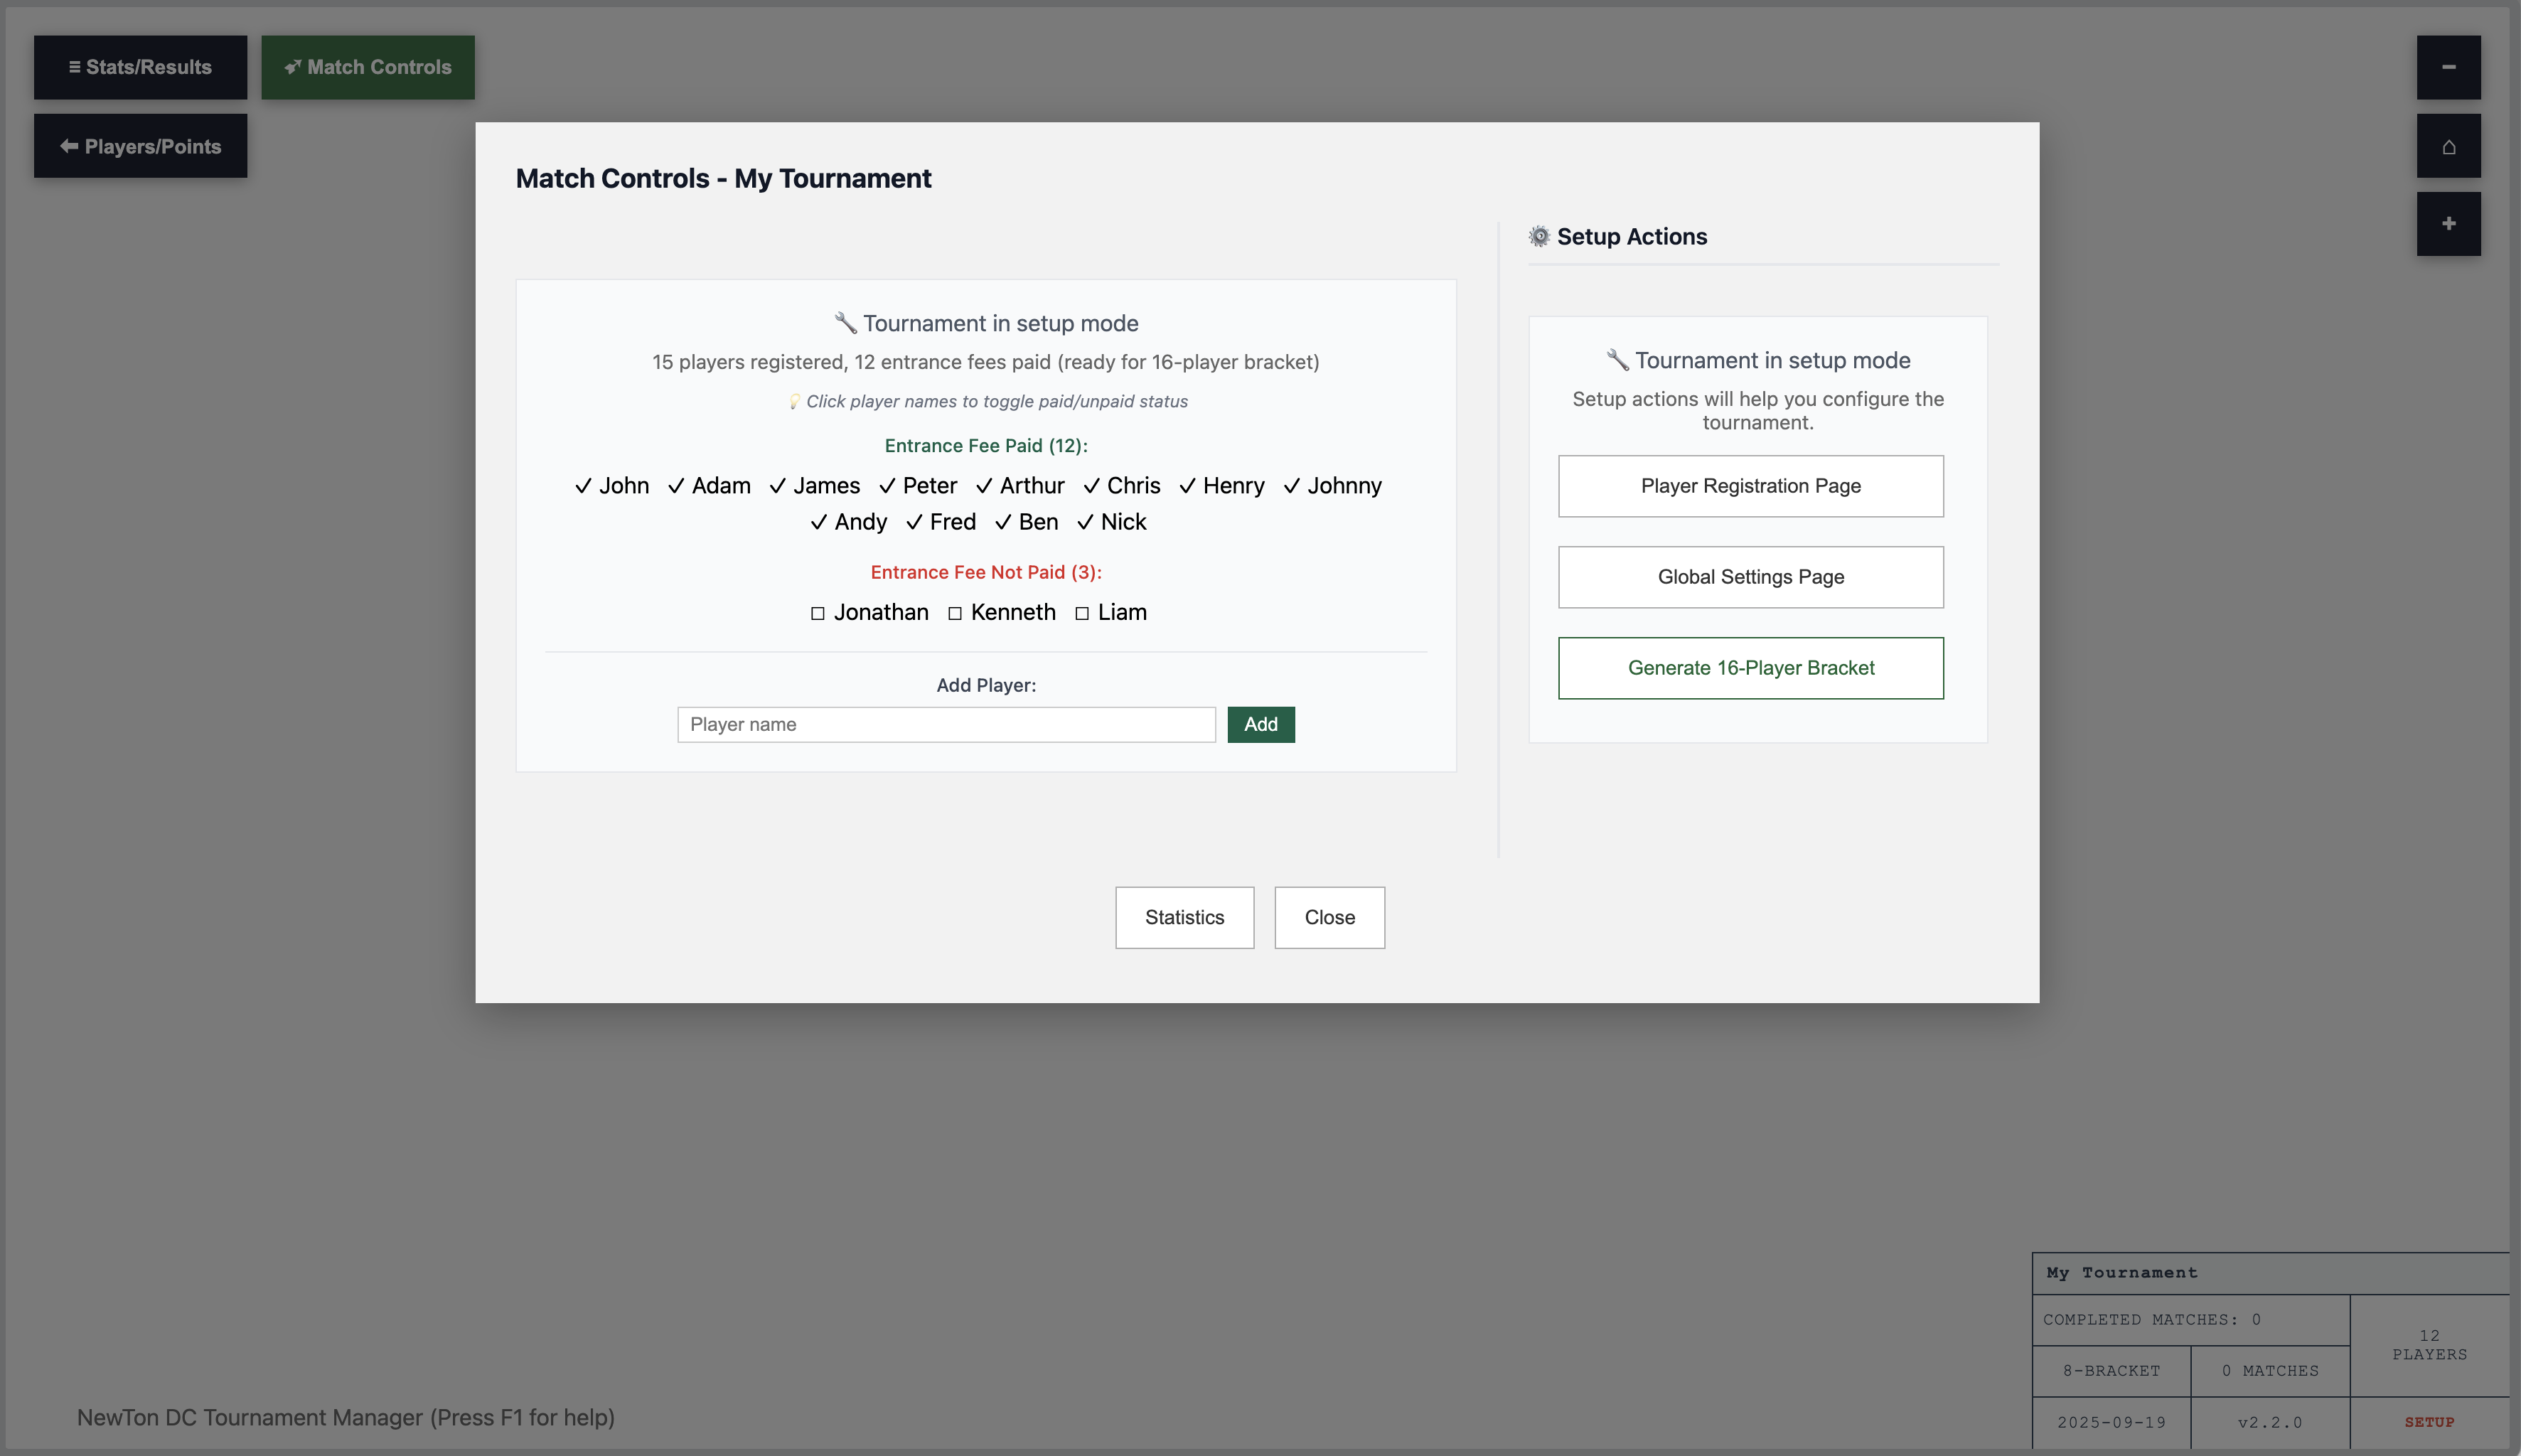 ≡ Stats/Results
➶ Match Controls
⬅ Players/Points
Match Controls - My Tournament
🔧 Tournament in setup mode
15 players registered, 12 entrance fees paid (ready for 16-player bracket)
💡 Click player names to toggle paid/unpaid status
Entrance Fee Paid (12):
✓ John ✓ Adam ✓ James ✓ Peter ✓ Arthur ✓ Chris ✓ Henry ✓ Johnny
✓ Andy ✓ Fred ✓ Ben ✓ Nick
Entrance Fee Not Paid (3):
☐ Jonathan ☐ Kenneth ☐ Liam
Add Player:
Player name
Add
⚙️ Setup Actions
🔧 Tournament in setup mode
Setup actions will help you configure the
tournament.
Player Registration Page
Global Settings Page
Generate 16-Player Bracket
Statistics
Close
My Tournament
COMPLETED MATCHES: 0
12
PLAYERS
8-BRACKET
0 MATCHES
2025-09-19
v2.2.0
SETUP
NewTon DC Tournament Manager (Press F1 for help)